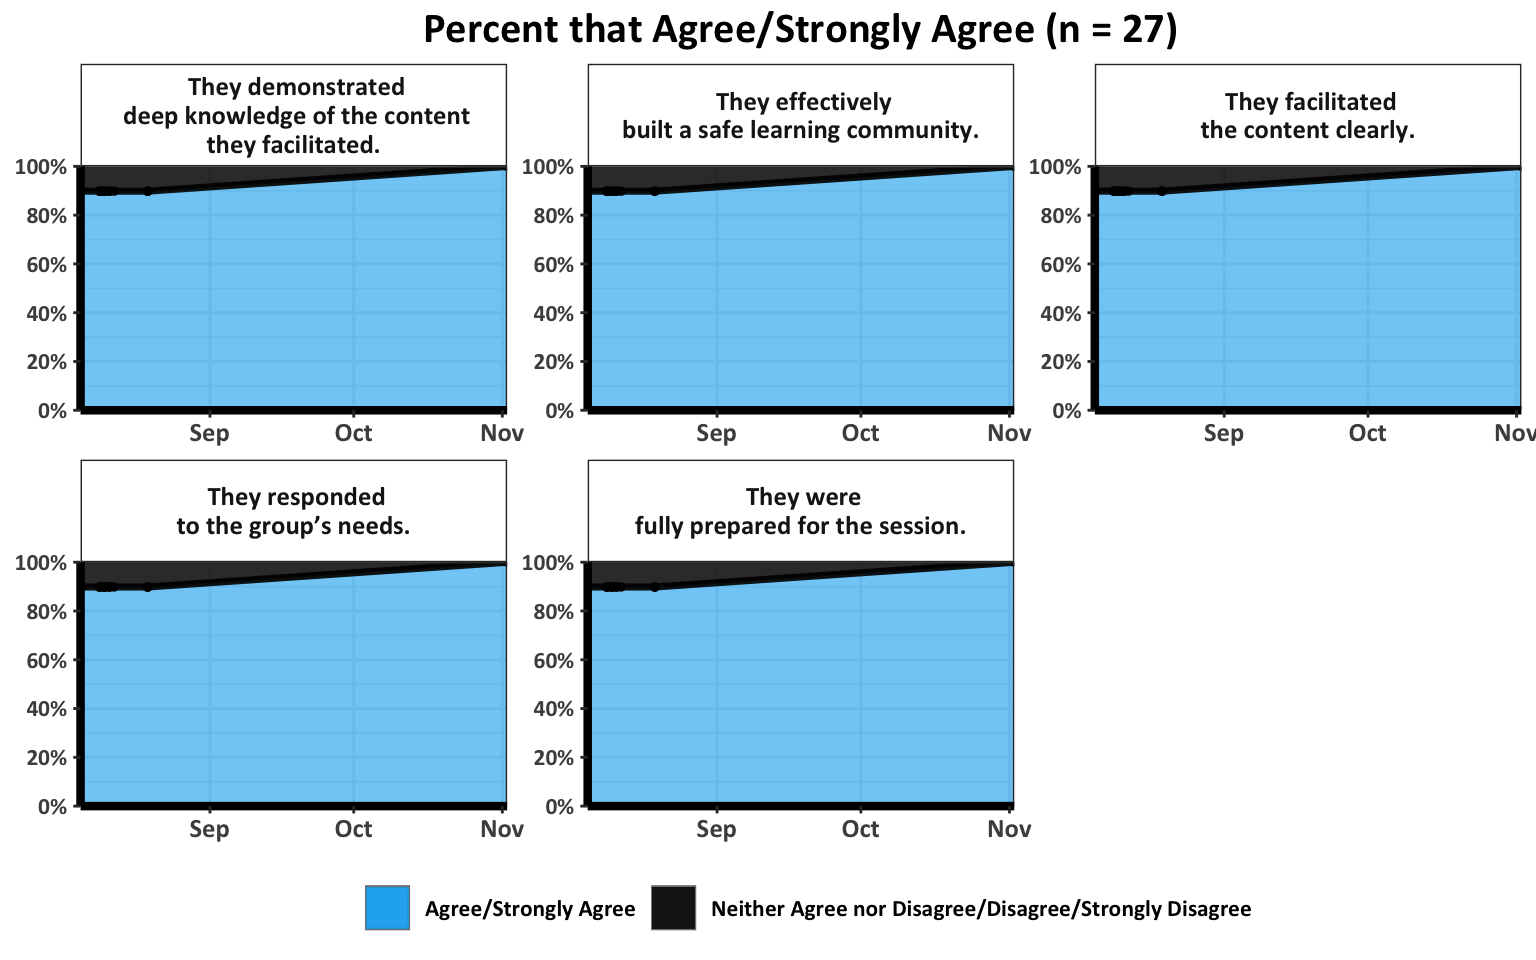 Percent that Agree/Strongly Agree (n = 27)
They demonstrated
deep knowledge of the content
they facilitated.
100%
80%
60%
40%
20%
0%
Sep Oct Nov
They effectively
built a safe learning community.
100%
80%
60%
40%
20%
0%
Sep Oct Nov
They facilitated
the content clearly.
100%
80%
60%
40%
20%
0%
Sep Oct Nov
They responded
to the group’s needs.
100%
80%
60%
40%
20%
0%
Sep Oct Nov
They were
fully prepared for the session.
100%
80%
60%
40%
20%
0%
Sep Oct Nov
Agree/Strongly Agree Neither Agree nor Disagree/Disagree/Strongly Disagree